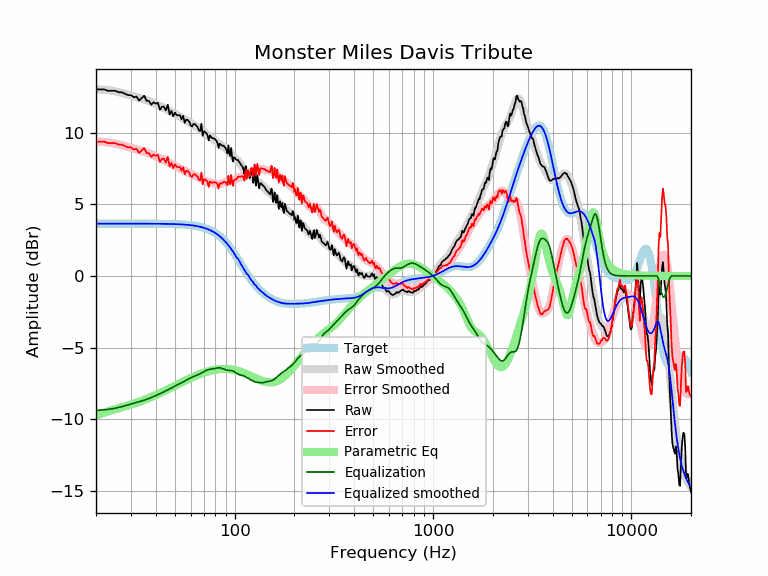 Monster Miles Davis Tribute
Amplitude (dBr)
10
5
0
−5
−10
−15
Target
Raw Smoothed
Error Smoothed
Raw
Error
Parametric Eq
Equalization
Equalized smoothed
100
1000
10000
Frequency (Hz)